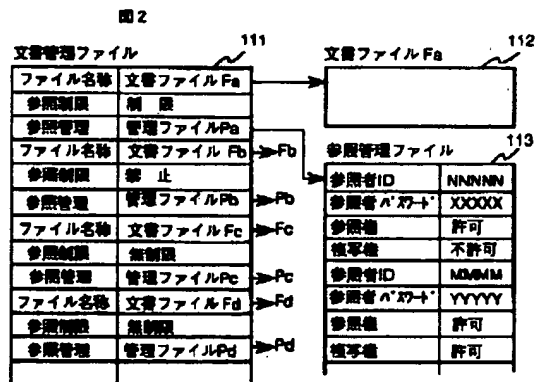 図2
文書管理ファイル 111
ファイル名称 文書ファイルFa
参照制限 制 限
参照管理 管理ファイルPa
ファイル名称 文書ファイル Fb Fb
参照制限 禁 止
参照管理 管理ファイルPb Pb
ファイル名称 文書ファイル Fc Fc
参照制限 無制限
参照管理 管理ファイルPc Pc
ファイル名称 文書ファイルFd Fd
参照制限 無制限
参照管理 管理ファイルPd Pd
文書ファイルFa 112
参照管理ファイル 113
参照者ID NNNNN
参照者パスワード XXXXX
参照権 許可
複写権 不許可
参照者ID MMMM
参照者パスワード YYYYY
参照権 許可
複写権 許可